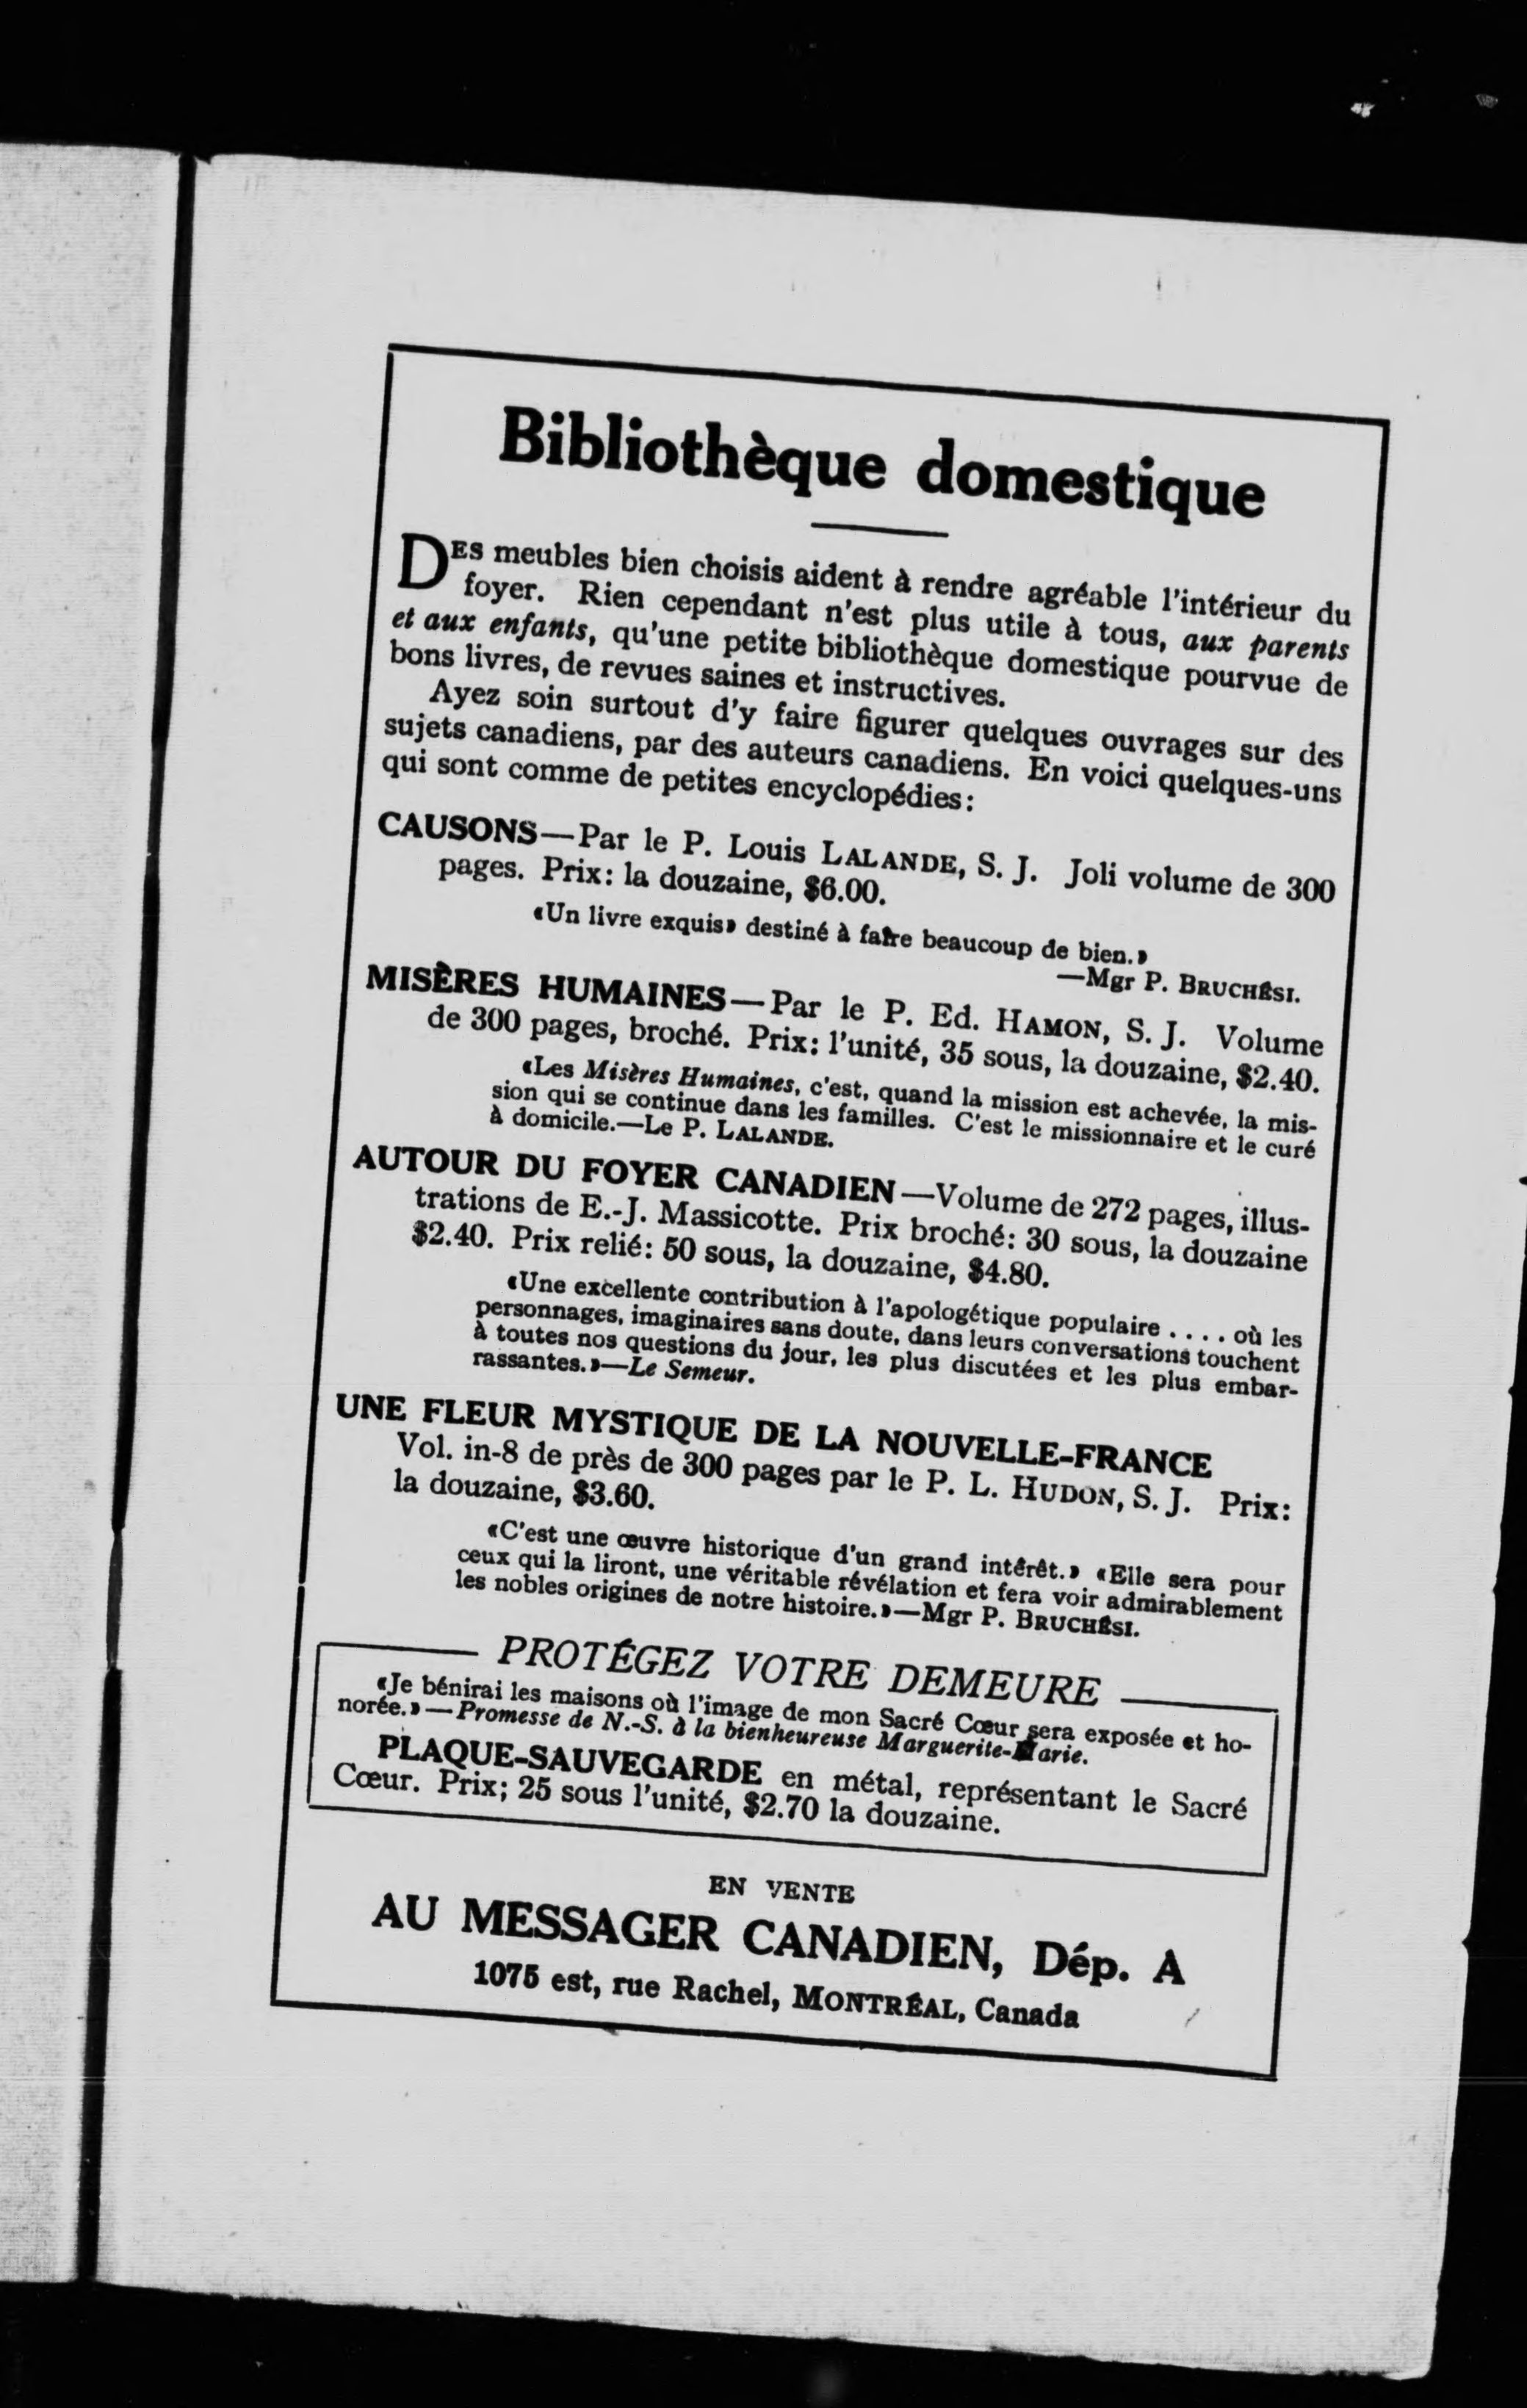 Bibliothèque domestique
DES meubles bien choisis aident à rendre agréable l'intérieur du
foyer. Rien cependant n'est plus utile à tous, aux parents
et aux enfants, qu'une petite bibliothèque domestique pourvue de
bons livres, de revues saines et instructives.
Ayez soin surtout d'y faire figurer quelques ouvrages sur des
sujets canadiens, par des auteurs canadiens. En voici quelques-uns
qui sont comme de petites encyclopédies:
CAUSONS—Par le P. Louis LALANDE, S. J. Joli volume de 300
pages. Prix: la douzaine, $6.00.
«Un livre exquis» destiné à faire beaucoup de bien.»
—Mgr P. BRUCHÉSI.
MISÈRES HUMAINES—Par le P. Ed. HAMON, S. J. Volume
de 300 pages, broché. Prix: l'unité, 35 sous, la douzaine, $2.40.
«Les Misères Humaines, c'est, quand la mission est achevée, la mis-
sion qui se continue dans les familles. C'est le missionnaire et le curé
à domicile.—Le P. LALANDE.
AUTOUR DU FOYER CANADIEN—Volume de 272 pages, illus-
trations de E.-J. Massicotte. Prix broché: 30 sous, la douzaine
$2.40. Prix relié: 50 sous, la douzaine, $4.80.
«Une excellente contribution à l'apologétique populaire .... où les
personnages, imaginaires sans doute, dans leurs conversations touchent
à toutes nos questions du jour, les plus discutées et les plus embar-
rassantes.»—Le Semeur.
UNE FLEUR MYSTIQUE DE LA NOUVELLE-FRANCE
Vol. in-8 de près de 300 pages par le P. L. HUDON, S. J. Prix:
la douzaine, $3.60.
«C'est une œuvre historique d'un grand intérêt.» «Elle sera pour
ceux qui la liront, une véritable révélation et fera voir admirablement
les nobles origines de notre histoire.»—Mgr P. BRUCHÉSI.
PROTÉGEZ VOTRE DEMEURE
«Je bénirai les maisons où l'image de mon Sacré Cœur sera exposée et ho-
norée.»—Promesse de N.-S. à la bienheureuse Marguerite-Marie.
PLAQUE-SAUVEGARDE en métal, représentant le Sacré
Cœur. Prix; 25 sous l'unité, $2.70 la douzaine.
EN VENTE
AU MESSAGER CANADIEN, Dép. A
1075 est, rue Rachel, MONTRÉAL, Canada